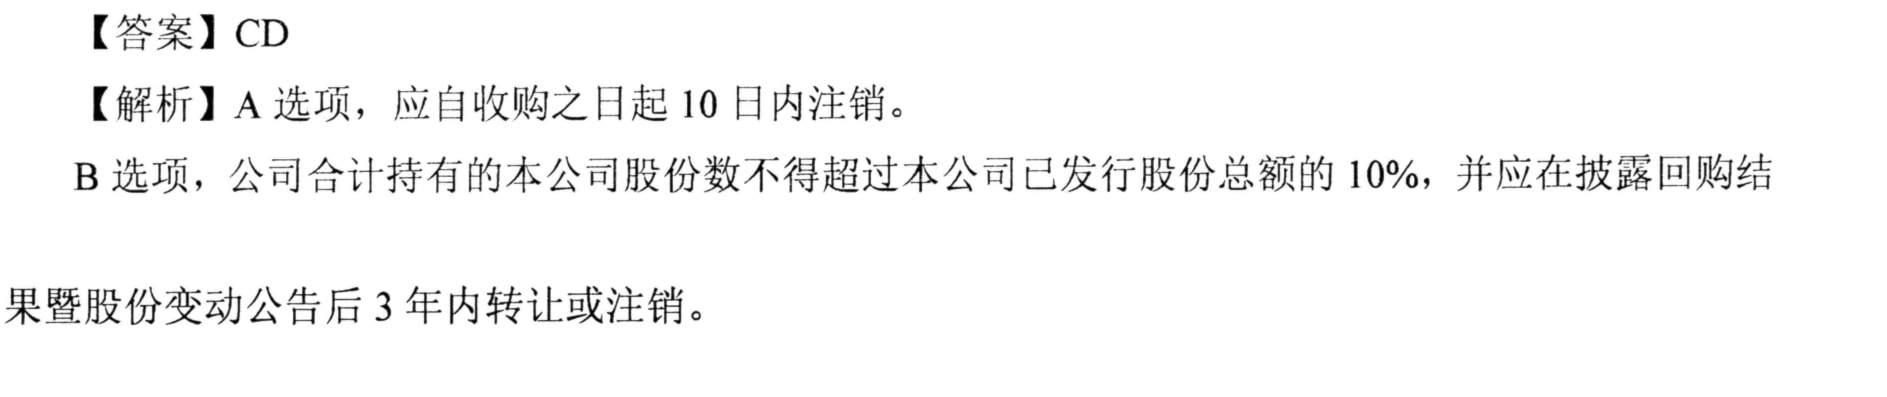 【答案】CD
【解析】A 选项，应自收购之日起 10 日内注销。
B 选项，公司合计持有的本公司股份数不得超过本公司已发行股份总额的 10%，并应在披露回购结
果暨股份变动公告后 3 年内转让或注销。